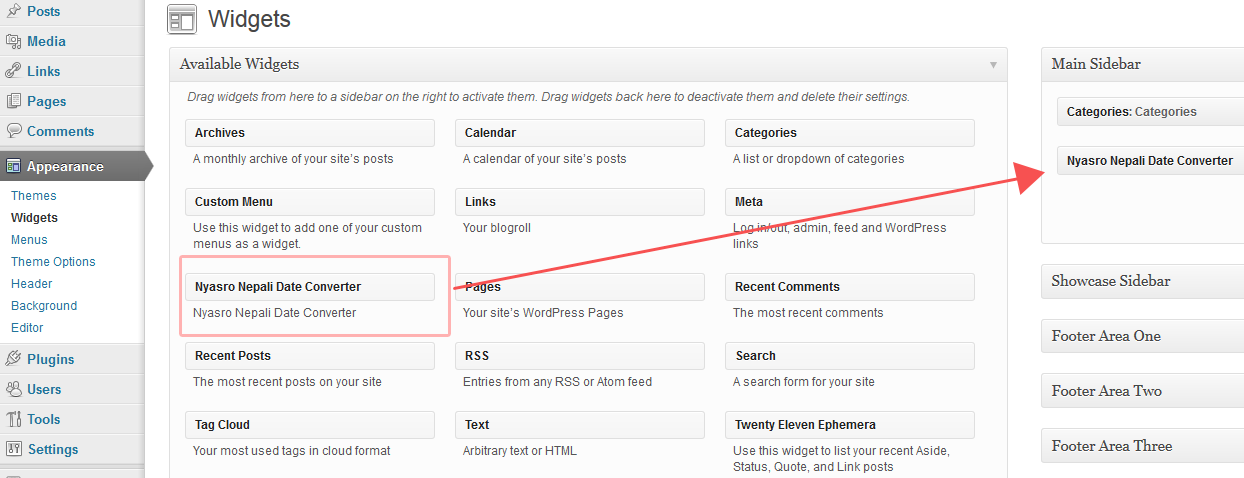 Posts
Media
Links
Pages
Comments
Appearance
Themes
Widgets
Menus
Theme Options
Header
Background
Editor
Plugins
Users
Tools
Settings
Widgets
Available Widgets
Drag widgets from here to a sidebar on the right to activate them. Drag widgets back here to deactivate them and delete their settings.
Archives
A monthly archive of your site's posts
Calendar
A calendar of your site's posts
Categories
A list or dropdown of categories
Custom Menu
Use this widget to add one of your custom
menus as a widget.
Links
Your blogroll
Meta
Log in/out, admin, feed and WordPress
links
Nyasro Nepali Date Converter
Nyasro Nepali Date Converter
Pages
Your site's WordPress Pages
Recent Comments
The most recent comments
Recent Posts
The most recent posts on your site
RSS
Entries from any RSS or Atom feed
Search
A search form for your site
Tag Cloud
Your most used tags in cloud format
Text
Arbitrary text or HTML
Twenty Eleven Ephemera
Use this widget to list your recent Aside,
Status, Quote, and Link posts
Main Sidebar
Categories: Categories
Nyasro Nepali Date Converter
Showcase Sidebar
Footer Area One
Footer Area Two
Footer Area Three